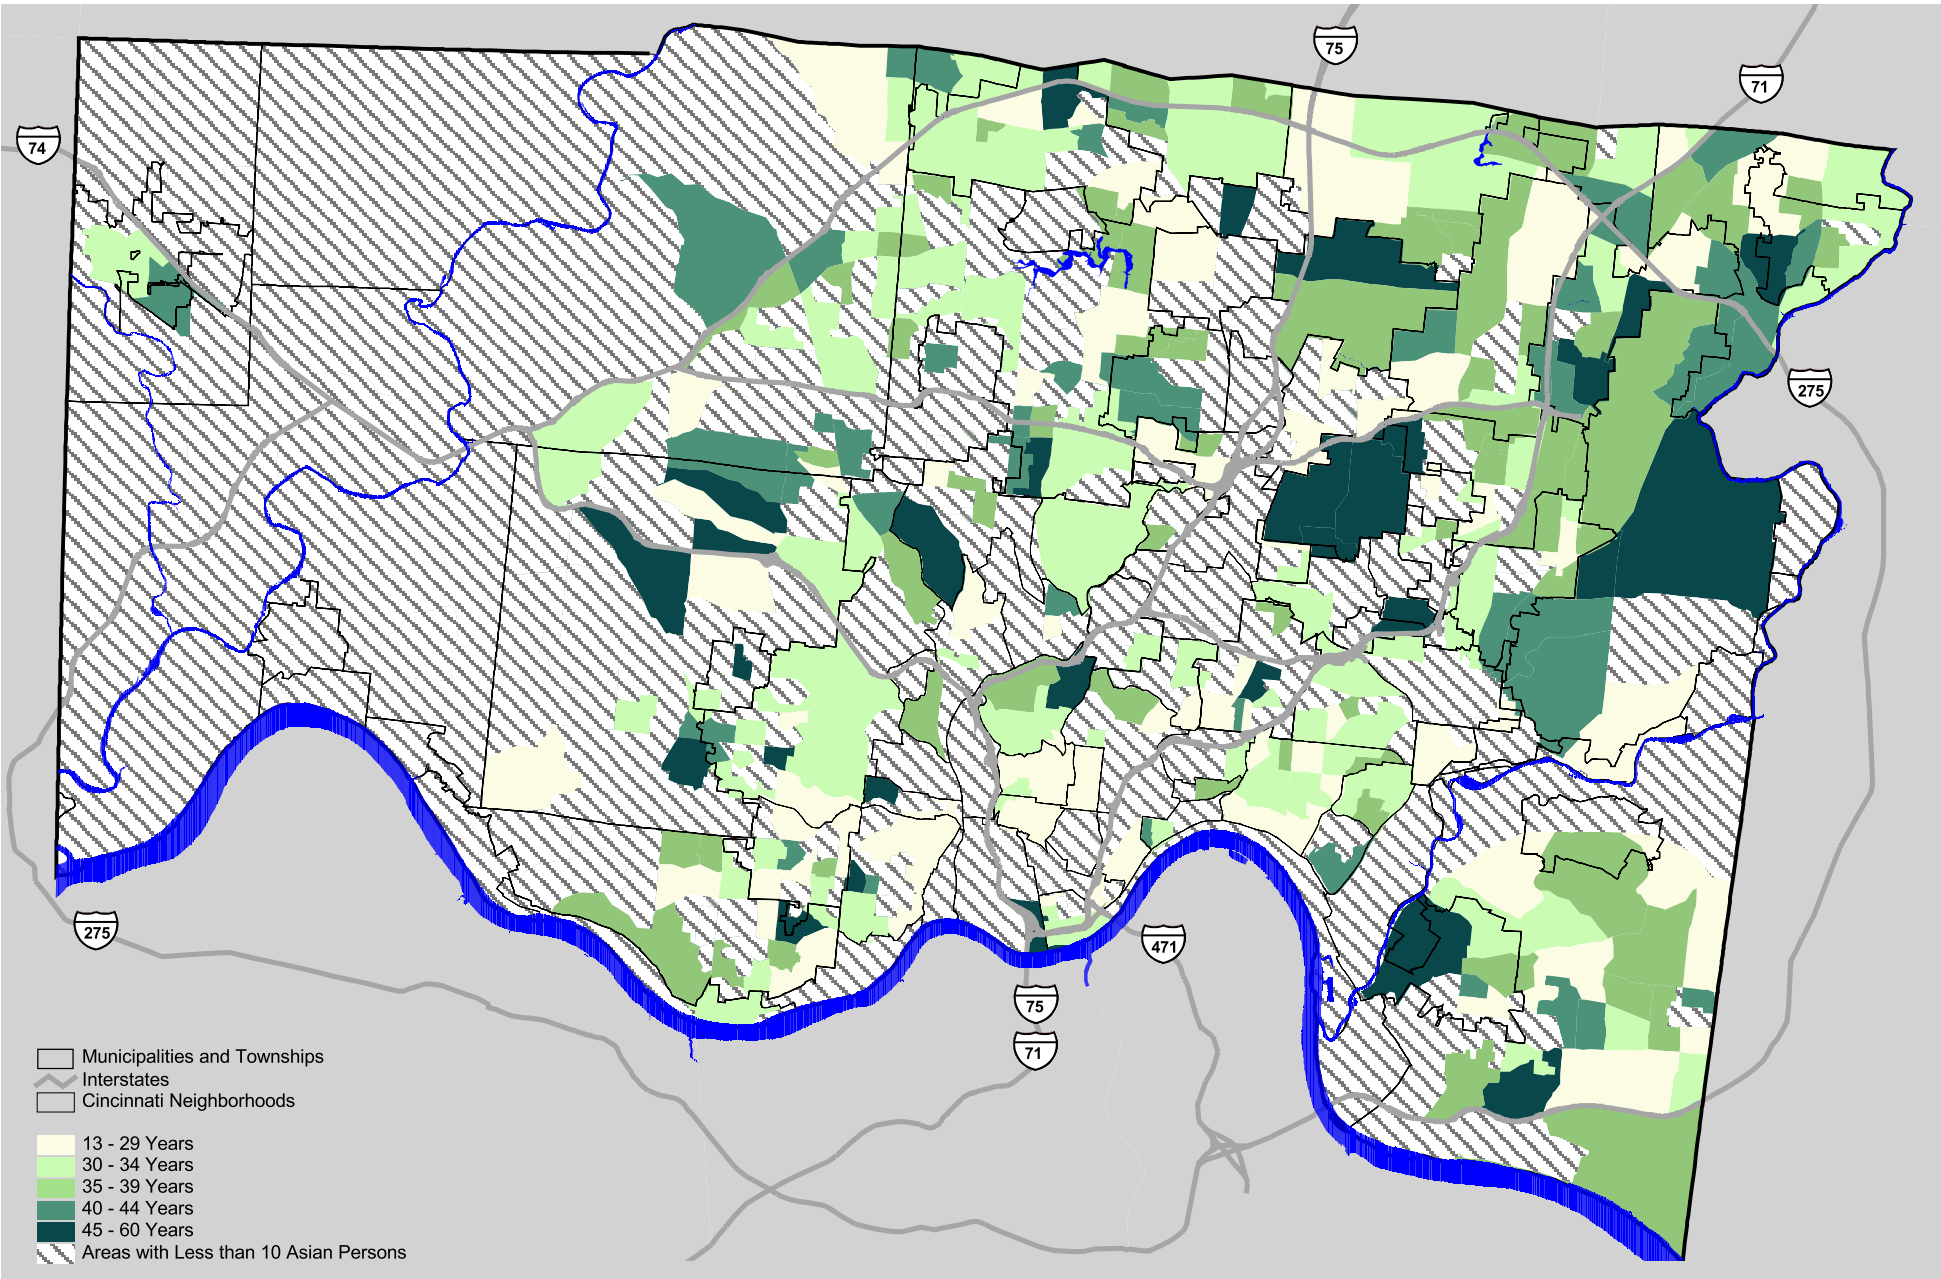 75
71
74
275
275
471
75
71
Municipalities and Townships
Interstates
Cincinnati Neighborhoods
13 - 29 Years
30 - 34 Years
35 - 39 Years
40 - 44 Years
45 - 60 Years
Areas with Less than 10 Asian Persons